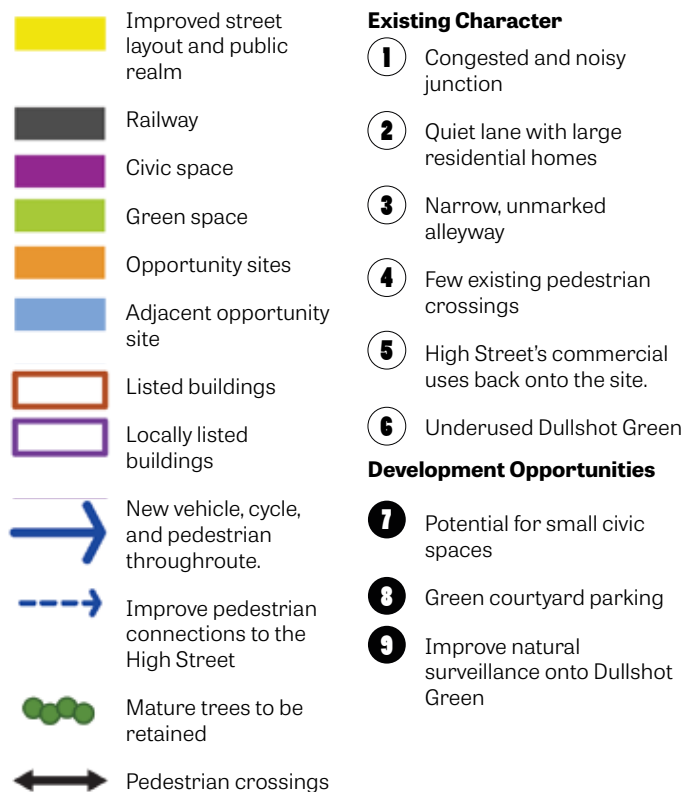 Improved street
layout and public
realm
Railway
Civic space
Green space
Opportunity sites
Adjacent opportunity
site
Listed buildings
Locally listed
buildings
New vehicle, cycle,
and pedestrian
throughroute.
Improve pedestrian
connections to the
High Street
Mature trees to be
retained
Pedestrian crossings
Existing Character
1 Congested and noisy
junction
2 Quiet lane with large
residential homes
3 Narrow, unmarked
alleyway
4 Few existing pedestrian
crossings
5 High Street's commercial
uses back onto the site.
6 Underused Dullshot Green
Development Opportunities
7 Potential for small civic
spaces
8 Green courtyard parking
9 Improve natural
surveillance onto Dullshot
Green